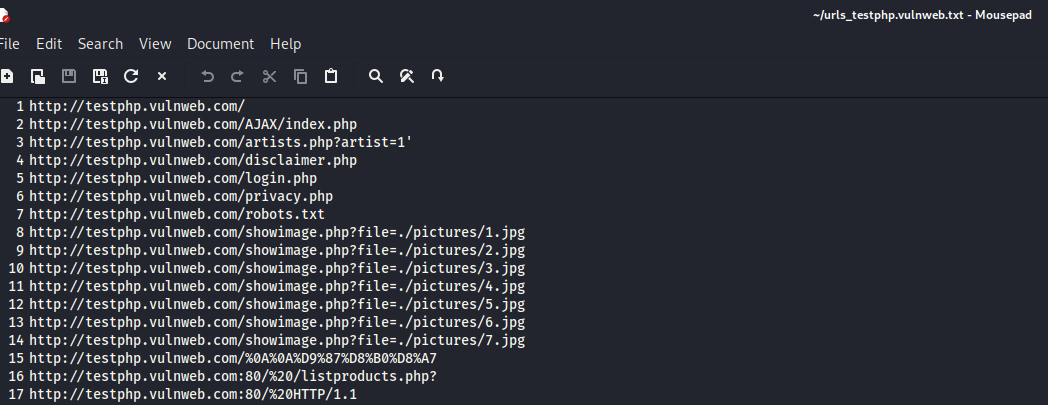 ~/urls_testphp.vulnweb.txt - Mousepad
File Edit Search View Document Help
1 http://testphp.vulnweb.com/
2 http://testphp.vulnweb.com/AJAX/index.php
3 http://testphp.vulnweb.com/artists.php?artist=1'
4 http://testphp.vulnweb.com/disclaimer.php
5 http://testphp.vulnweb.com/login.php
6 http://testphp.vulnweb.com/privacy.php
7 http://testphp.vulnweb.com/robots.txt
8 http://testphp.vulnweb.com/showimage.php?file=./pictures/1.jpg
9 http://testphp.vulnweb.com/showimage.php?file=./pictures/2.jpg
10 http://testphp.vulnweb.com/showimage.php?file=./pictures/3.jpg
11 http://testphp.vulnweb.com/showimage.php?file=./pictures/4.jpg
12 http://testphp.vulnweb.com/showimage.php?file=./pictures/5.jpg
13 http://testphp.vulnweb.com/showimage.php?file=./pictures/6.jpg
14 http://testphp.vulnweb.com/showimage.php?file=./pictures/7.jpg
15 http://testphp.vulnweb.com/%0A%0A%D9%87%D8%B0%D8%A7
16 http://testphp.vulnweb.com:80/%20/listproducts.php?
17 http://testphp.vulnweb.com:80/%20HTTP/1.1